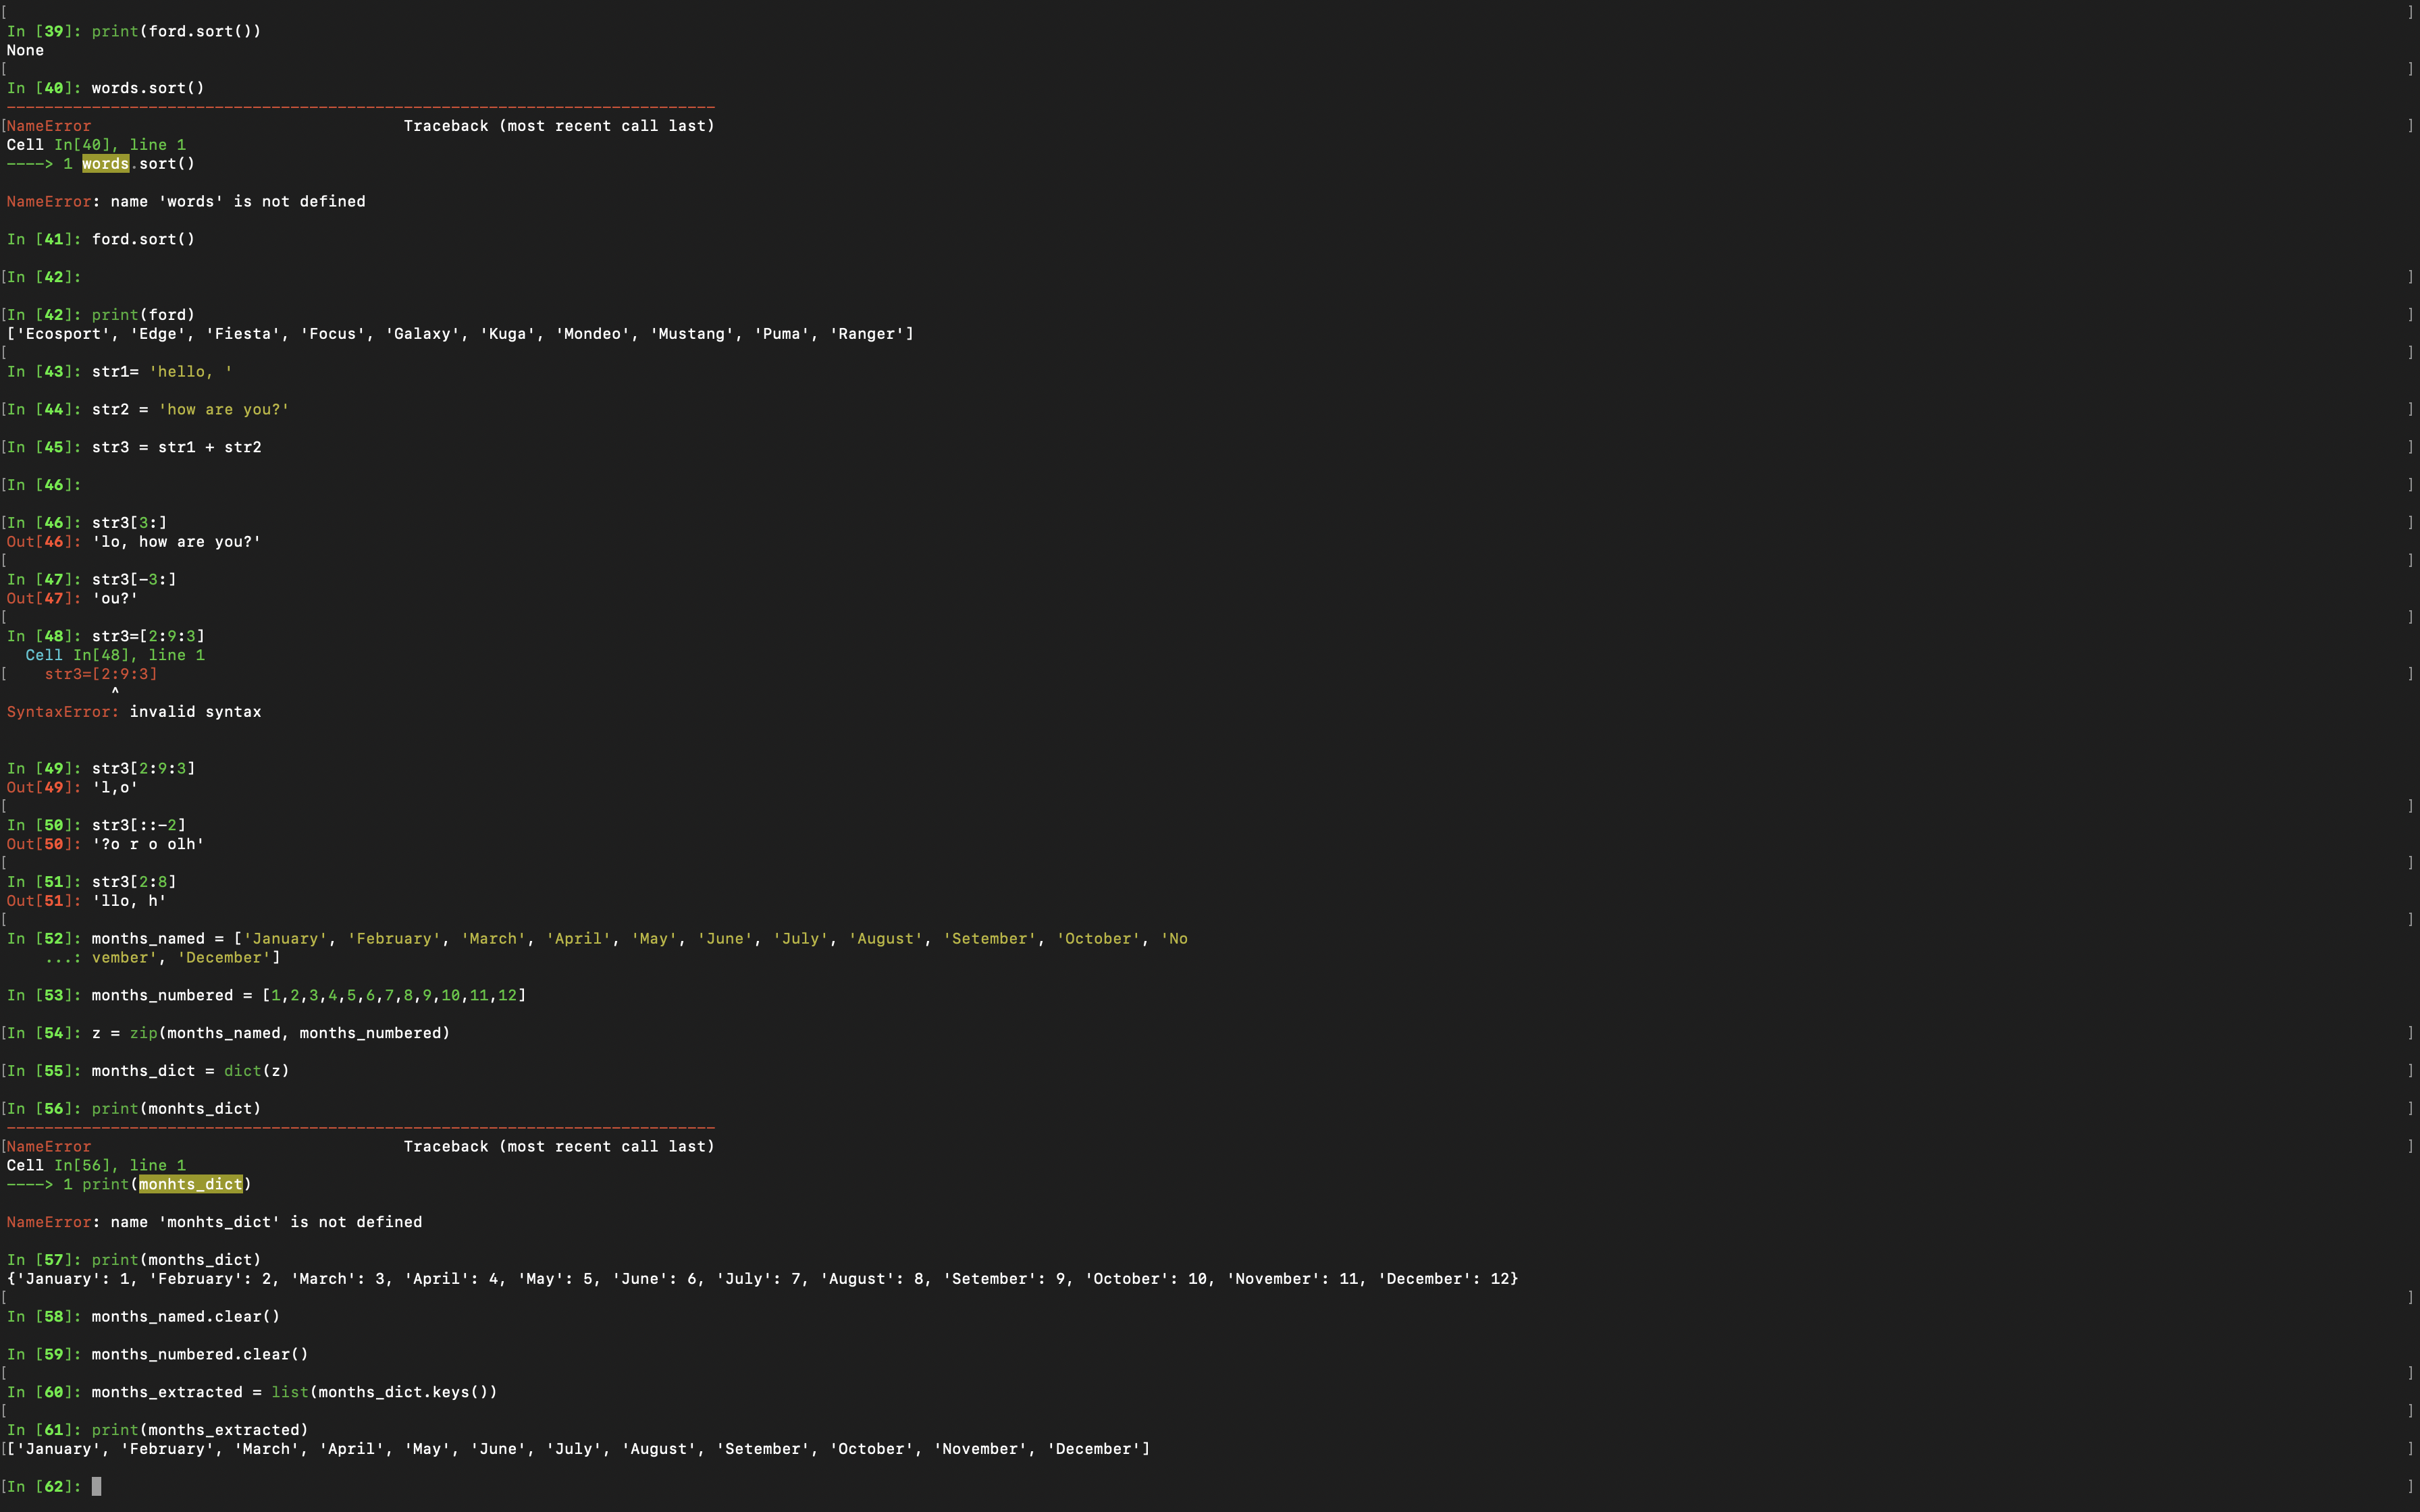 [ ]
In [39]: print(ford.sort())
None
[ ]
In [40]: words.sort()
---------------------------------------------------------------------------
[NameError                                 Traceback (most recent call last) ]
Cell In[40], line 1
----> 1 words.sort()
NameError: name 'words' is not defined
In [41]: ford.sort()
[In [42]: ]
[In [42]: print(ford) ]
['Ecosport', 'Edge', 'Fiesta', 'Focus', 'Galaxy', 'Kuga', 'Mondeo', 'Mustang', 'Puma', 'Ranger']
[ ]
In [43]: str1= 'hello, '
[In [44]: str2 = 'how are you?' ]
[In [45]: str3 = str1 + str2 ]
[In [46]: ]
[In [46]: str3[3:] ]
Out[46]: 'lo, how are you?'
[ ]
In [47]: str3[-3:]
Out[47]: 'ou?'
[ ]
In [48]: str3=[2:9:3]
  Cell In[48], line 1
[    str3=[2:9:3] ]
           ^
SyntaxError: invalid syntax
In [49]: str3[2:9:3]
Out[49]: 'l,o'
[ ]
In [50]: str3[::-2]
Out[50]: '?o r o olh'
[ ]
In [51]: str3[2:8]
Out[51]: 'llo, h'
[ ]
In [52]: months_named = ['January', 'February', 'March', 'April', 'May', 'June', 'July', 'August', 'Setember', 'October', 'No
    ...: vember', 'December']
In [53]: months_numbered = [1,2,3,4,5,6,7,8,9,10,11,12]
[In [54]: z = zip(months_named, months_numbered) ]
[In [55]: months_dict = dict(z) ]
[In [56]: print(monhts_dict) ]
---------------------------------------------------------------------------
[NameError                                 Traceback (most recent call last) ]
Cell In[56], line 1
----> 1 print(monhts_dict)
NameError: name 'monhts_dict' is not defined
In [57]: print(months_dict)
{'January': 1, 'February': 2, 'March': 3, 'April': 4, 'May': 5, 'June': 6, 'July': 7, 'August': 8, 'Setember': 9, 'October': 10, 'November': 11, 'December': 12}
[ ]
In [58]: months_named.clear()
In [59]: months_numbered.clear()
[ ]
In [60]: months_extracted = list(months_dict.keys())
[ ]
In [61]: print(months_extracted)
[['January', 'February', 'March', 'April', 'May', 'June', 'July', 'August', 'Setember', 'October', 'November', 'December'] ]
[In [62]: ]